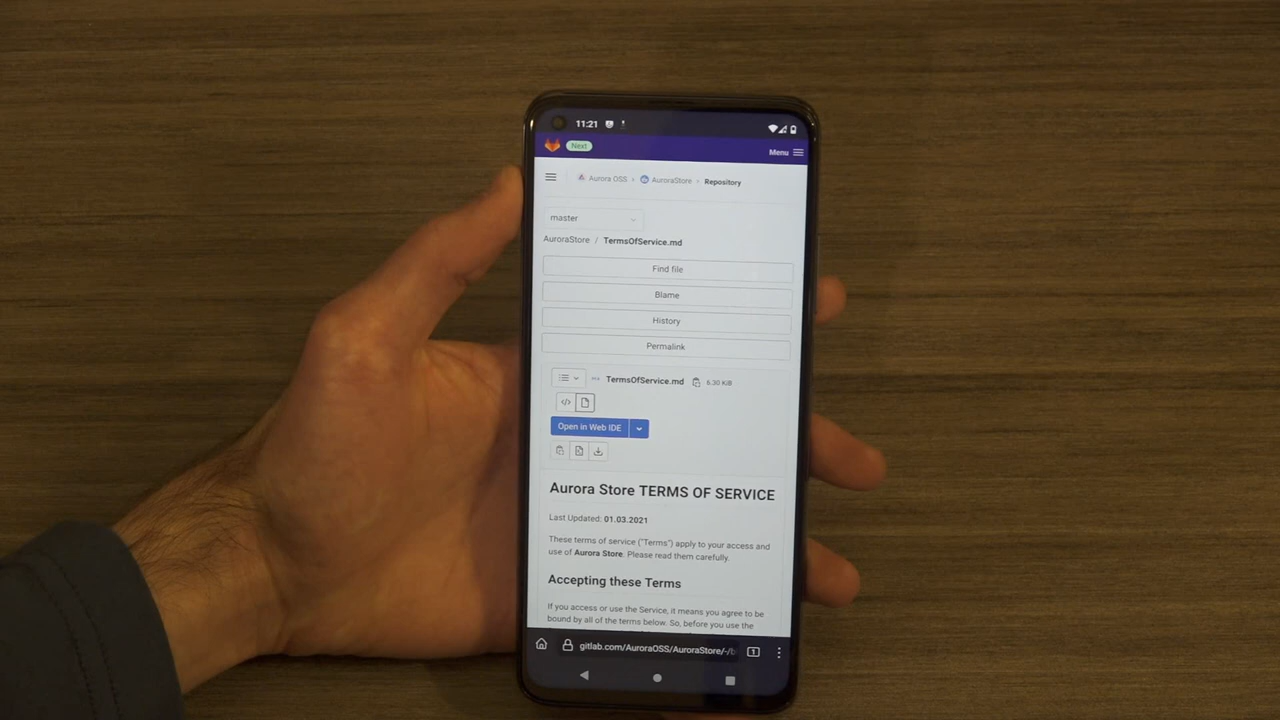 11:21
Next
Menu
Aurora OSS > AuroraStore > Repository
master
AuroraStore / TermsOfService.md
Find file
Blame
History
Permalink
TermsOfService.md 6.30 KiB
</>
Open in Web IDE
Aurora Store TERMS OF SERVICE
Last Updated: 01.03.2021
These terms of service ("Terms") apply to your access and
use of Aurora Store. Please read them carefully.
Accepting these Terms
If you access or use the Service, it means you agree to be
bound by all of the terms below. So, before you use the
gitlab.com/AuroraOSS/AuroraStore/-/b
1